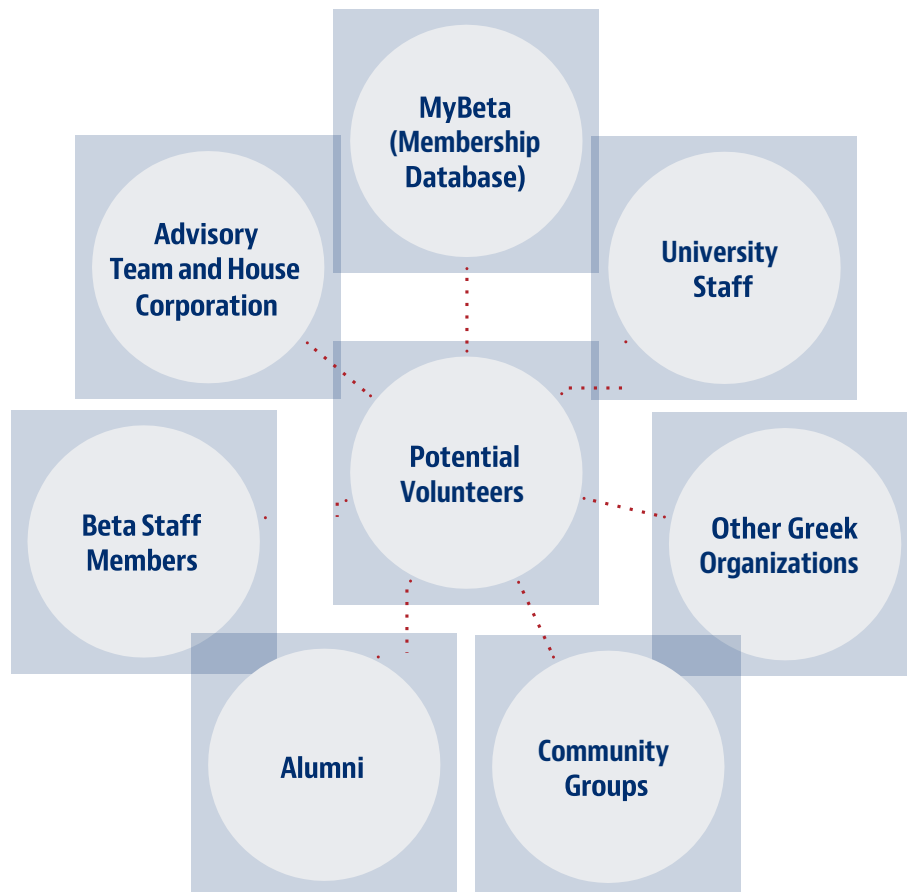 MyBeta
(Membership
Database)
Advisory
Team and House
Corporation
University
Staff
Potential
Volunteers
Beta Staff
Members
Other Greek
Organizations
Alumni
Community
Groups